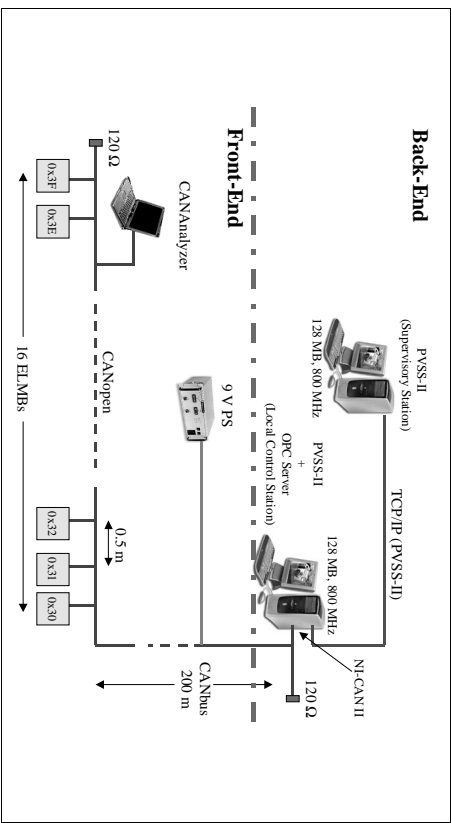 Back-End
PVSS-II
(Supervisory Station)
128 MB, 800 MHz
TCP/IP (PVSS-II)
PVSS-II
+
OPC Server
(Local Control Station)
128 MB, 800 MHz
NI-CAN II
120 Ω
Front-End
9 V PS
CANbus
200 m
CANAnalyzer
120 Ω
CANopen
0.5 m
0x3F
0x3E
0x32
0x31
0x30
16 ELMBs